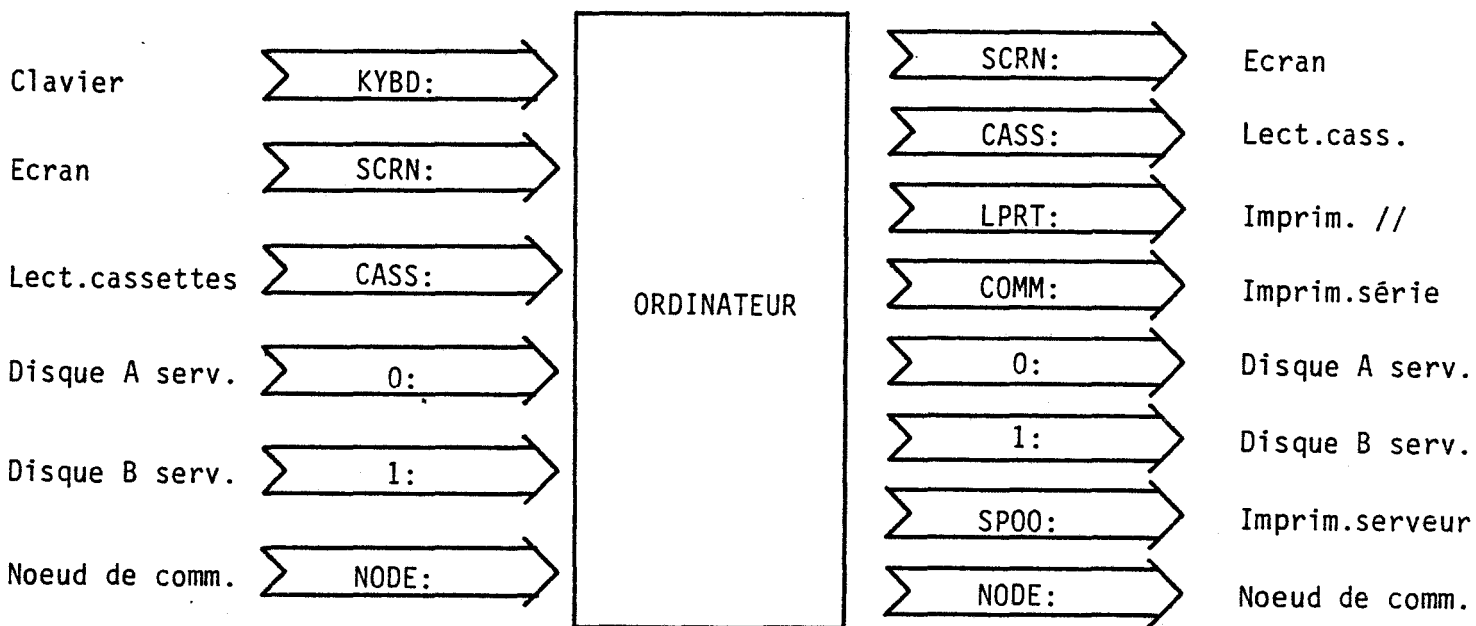 Clavier
KYBD:
Ecran
SCRN:
Lect.cassettes
CASS:
Disque A serv.
0:
Disque B serv.
1:
Noeud de comm.
NODE:
ORDINATEUR
SCRN:
Ecran
CASS:
Lect.cass.
LPRT:
Imprim. //
COMM:
Imprim.série
0:
Disque A serv.
1:
Disque B serv.
SPOO:
Imprim.serveur
NODE:
Noeud de comm.